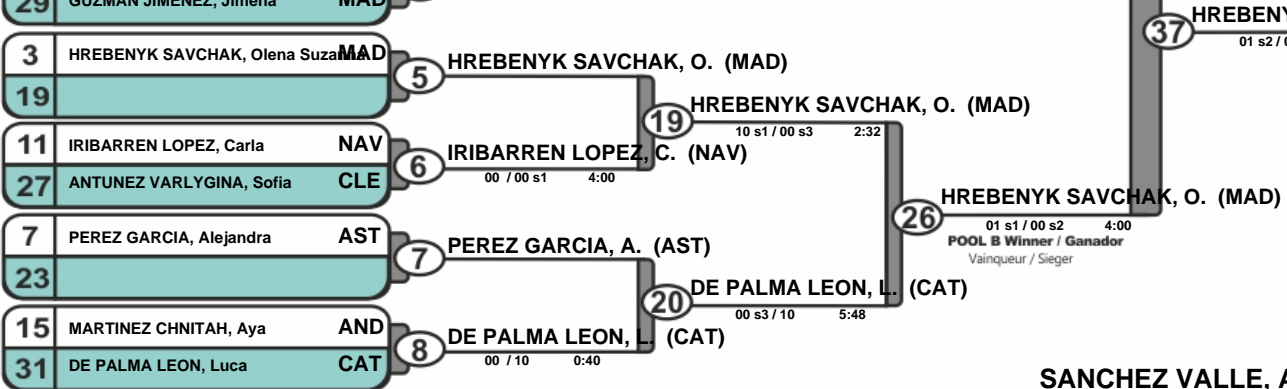 29 GUZMAN JIMENEZ, Jimena MAD
37 HREBENY
01 s2 / 0
3 HREBENYK SAVCHAK, Olena Suzanna MAD
19
5 HREBENYK SAVCHAK, O. (MAD)
19 HREBENYK SAVCHAK, O. (MAD)
10 s1 / 00 s3 2:32
11 IRIBARREN LOPEZ, Carla NAV
27 ANTUNEZ VARLYGINA, Sofia CLE
6 IRIBARREN LOPEZ, C. (NAV)
00 / 00 s1 4:00
26 HREBENYK SAVCHAK, O. (MAD)
01 s1 / 00 s2 4:00
POOL B Winner / Ganador
Vainqueur / Sieger
7 PEREZ GARCIA, Alejandra AST
23
7 PEREZ GARCIA, A. (AST)
20 DE PALMA LEON, L. (CAT)
00 s3 / 10 5:48
15 MARTINEZ CHNITAH, Aya AND
31 DE PALMA LEON, Luca CAT
8 DE PALMA LEON, L. (CAT)
00 / 10 0:40
SANCHEZ VALLE, A